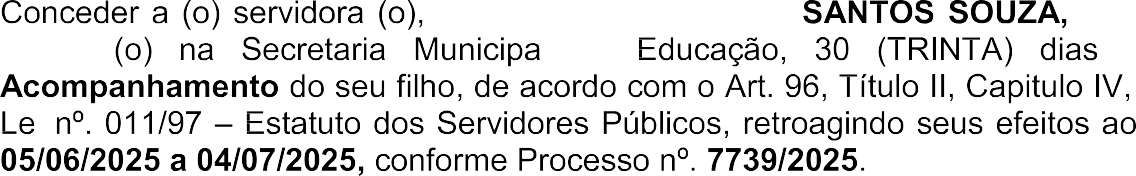 Conceder a (o) servidora (o), SANTOS SOUZA,
(o) na Secretaria Municipa Educação, 30 (TRINTA) dias
Acompanhamento do seu filho, de acordo com o Art. 96, Título II, Capitulo IV,
Le nº. 011/97 – Estatuto dos Servidores Públicos, retroagindo seus efeitos ao
05/06/2025 a 04/07/2025, conforme Processo nº. 7739/2025.